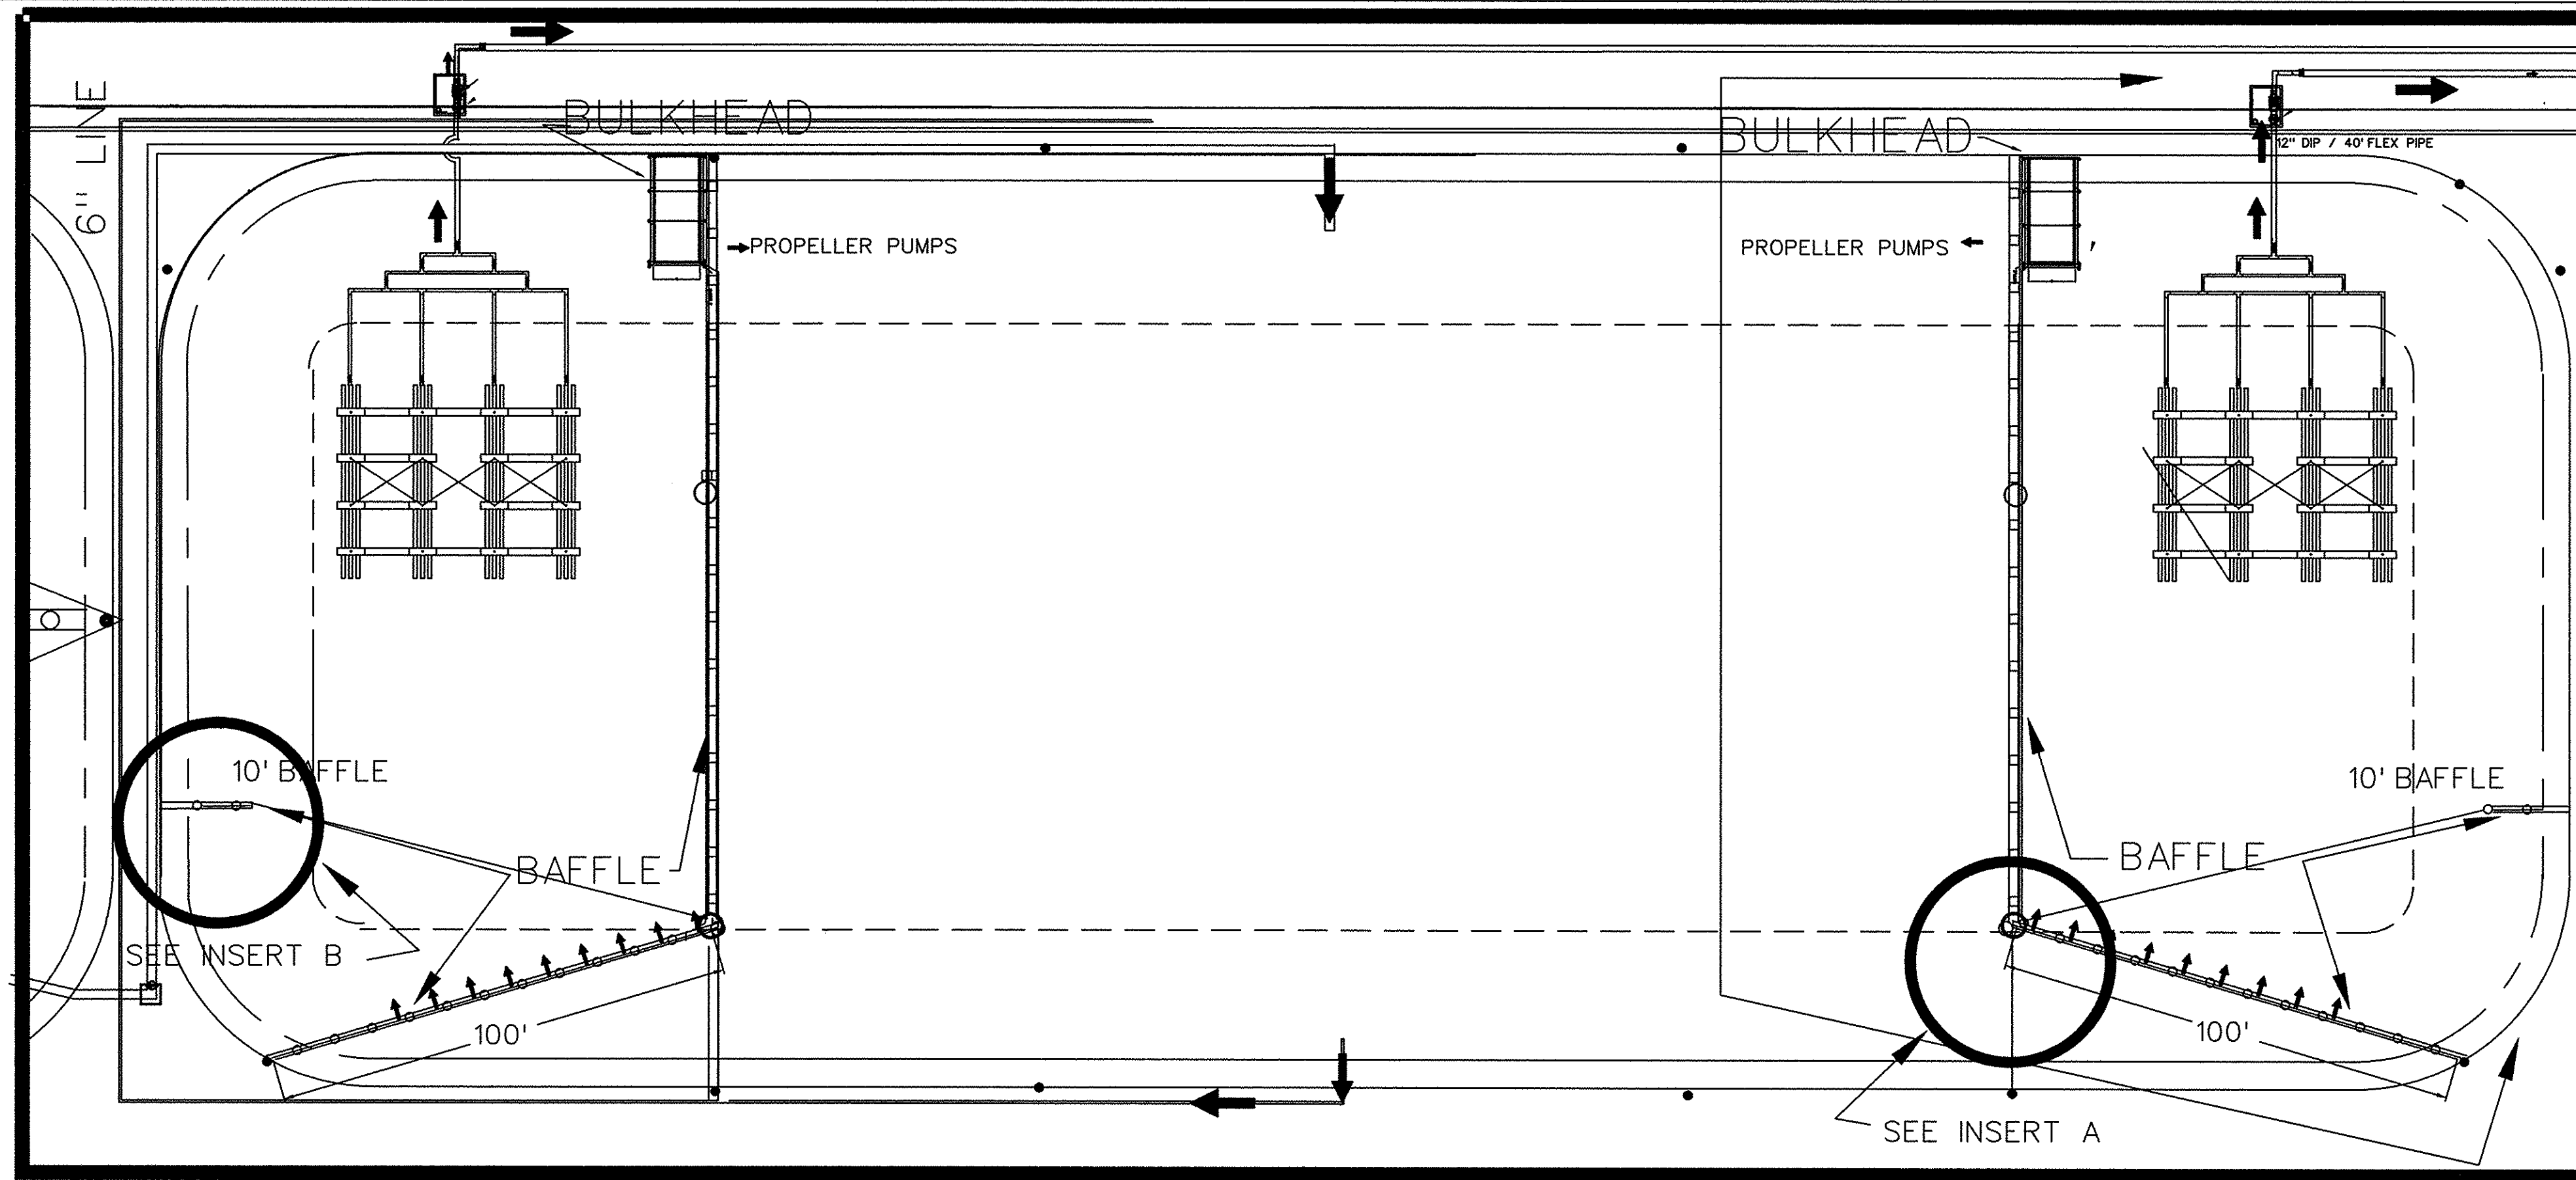 6" LINE
BULKHEAD
BULKHEAD
12" DIP / 40' FLEX PIPE
PROPELLER PUMPS
PROPELLER PUMPS
10' BAFFLE
10' BAFFLE
BAFFLE
BAFFLE
SEE INSERT B
100'
100'
SEE INSERT A